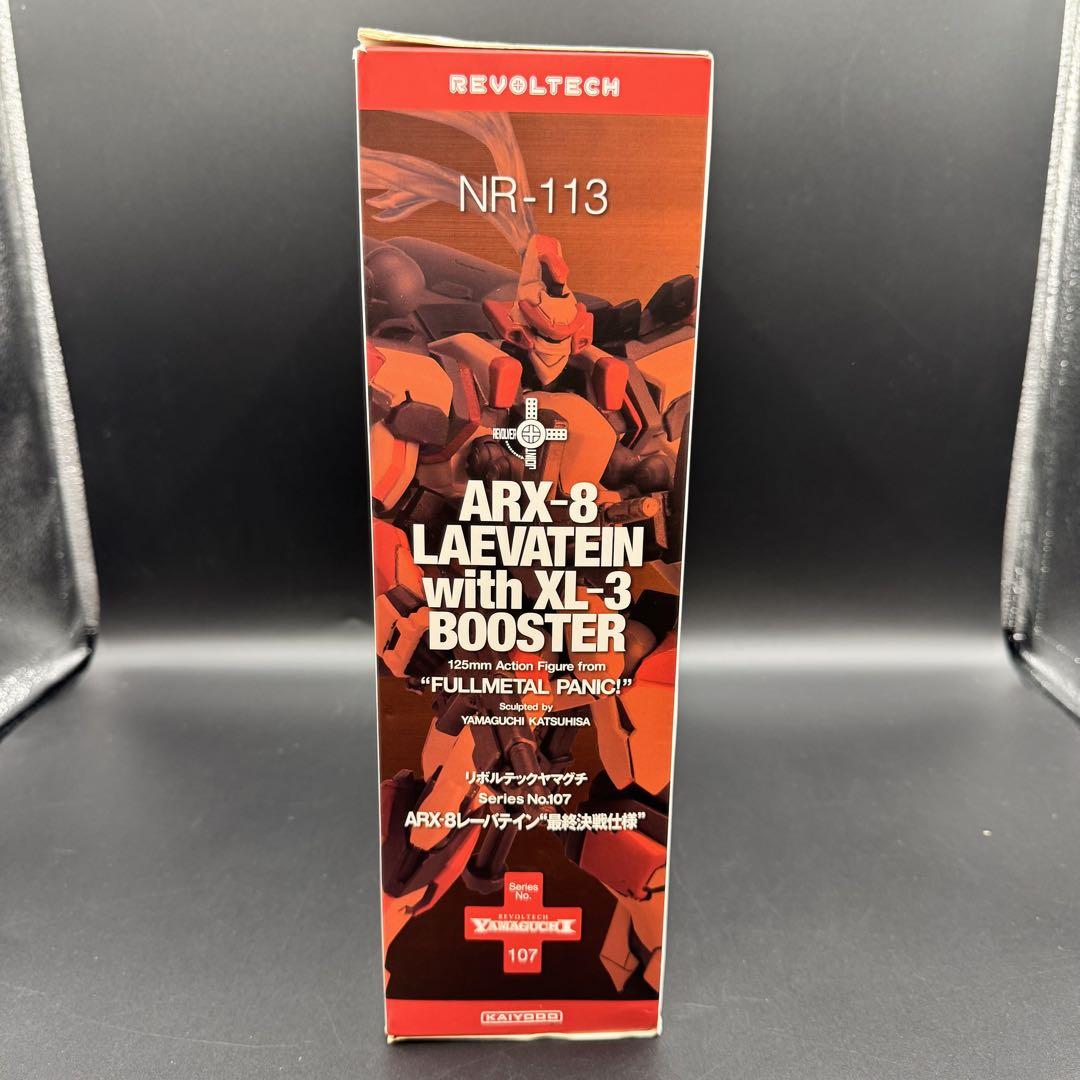 REVOLTECH
NR-113
REVOLVER
JOINT
ARX-8
LAEVATEIN
with XL-3
BOOSTER
125mm Action Figure from
“FULLMETAL PANIC!”
Sculpted by
YAMAGUCHI KATSUHISA
リボルテックヤマグチ
Series No.107
ARX-8レーバテイン“最終決戦仕様”
Series
No.
REVOLTECH
YAMAGUCHI
107
KAIYODO